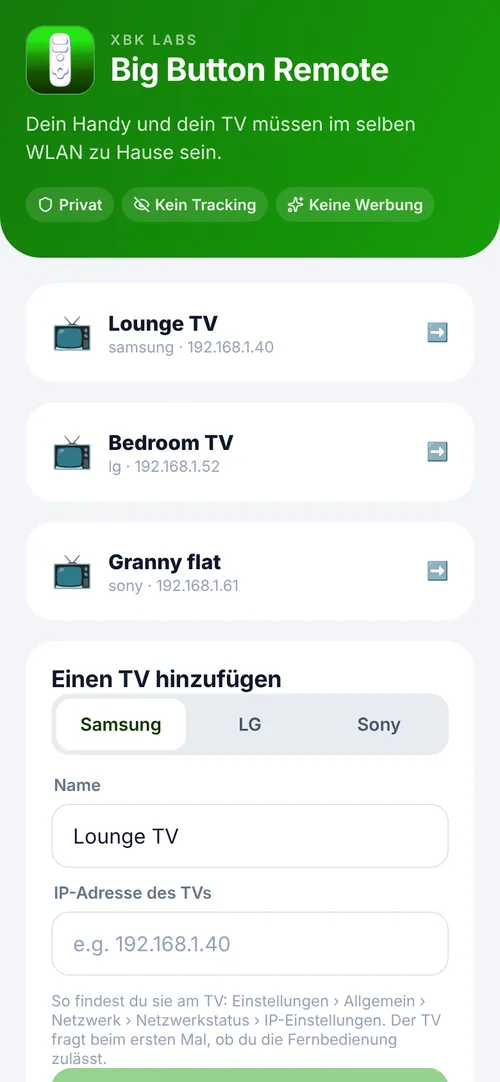 XBK LABS
Big Button Remote
Dein Handy und dein TV müssen im selben
WLAN zu Hause sein.
Privat
Kein Tracking
Keine Werbung
Lounge TV
samsung · 192.168.1.40
Bedroom TV
lg · 192.168.1.52
Granny flat
sony · 192.168.1.61
Einen TV hinzufügen
Samsung
LG
Sony
Name
Lounge TV
IP-Adresse des TVs
e.g. 192.168.1.40
So findest du sie am TV: Einstellungen › Allgemein ›
Netzwerk › Netzwerkstatus › IP-Einstellungen. Der TV
fragt beim ersten Mal, ob du die Fernbedienung
zulässt.